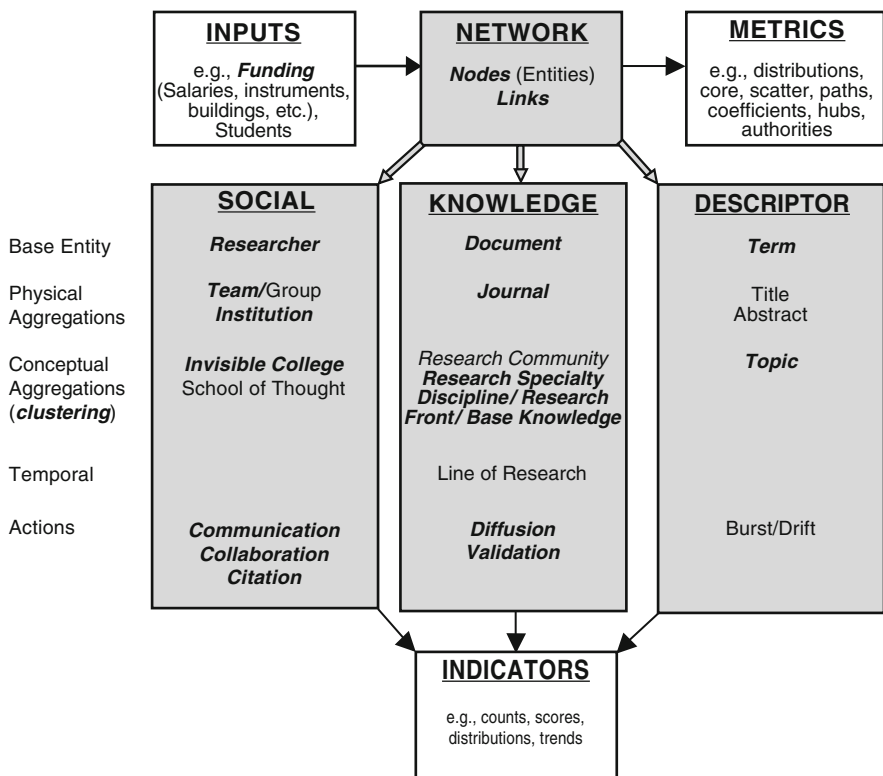 INPUTS
e.g., Funding
(Salaries, instruments,
buildings, etc.),
Students
NETWORK
Nodes (Entities)
Links
METRICS
e.g., distributions,
core, scatter, paths,
coefficients, hubs,
authorities
SOCIAL
KNOWLEDGE
DESCRIPTOR
Base Entity
Researcher
Document
Term
Physical
Aggregations
Team/Group
Institution
Journal
Title
Abstract
Conceptual
Aggregations
(clustering)
Invisible College
School of Thought
Research Community
Research Specialty
Discipline/ Research
Front/ Base Knowledge
Topic
Temporal
Line of Research
Actions
Communication
Collaboration
Citation
Diffusion
Validation
Burst/Drift
INDICATORS
e.g., counts, scores,
distributions, trends